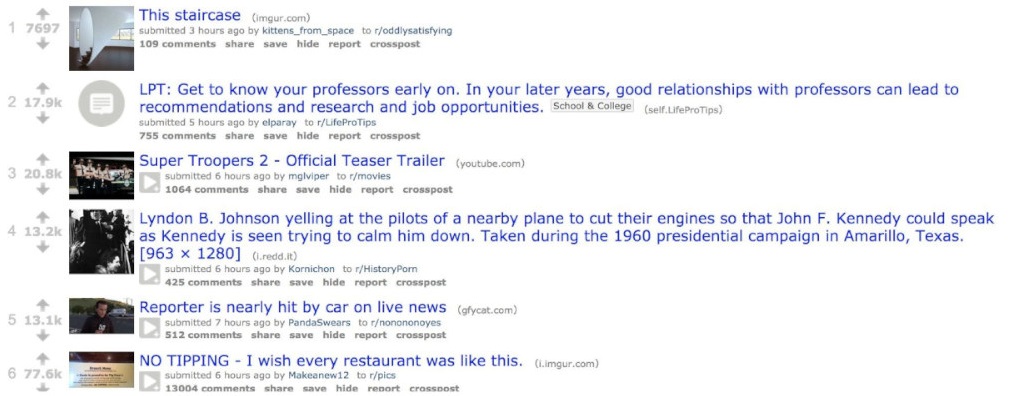 1 7697 This staircase (imgur.com)
submitted 3 hours ago by kittens_from_space to r/oddlysatisfying
109 comments share save hide report crosspost
2 17.9k LPT: Get to know your professors early on. In your later years, good relationships with professors can lead to
recommendations and research and job opportunities. School & College (self.LifeProTips)
submitted 5 hours ago by elparay to r/LifeProTips
755 comments share save hide report crosspost
3 20.8k Super Troopers 2 - Official Teaser Trailer (youtube.com)
submitted 6 hours ago by mglviper to r/movies
1064 comments share save hide report crosspost
4 13.2k Lyndon B. Johnson yelling at the pilots of a nearby plane to cut their engines so that John F. Kennedy could speak
as Kennedy is seen trying to calm him down. Taken during the 1960 presidential campaign in Amarillo, Texas.
[963 × 1280] (i.redd.it)
submitted 6 hours ago by Kornichon to r/HistoryPorn
425 comments share save hide report crosspost
5 13.1k Reporter is nearly hit by car on live news (gfycat.com)
submitted 7 hours ago by PandaSwears to r/nonononoyes
512 comments share save hide report crosspost
6 77.6k NO TIPPING - I wish every restaurant was like this. (i.imgur.com)
submitted 6 hours ago by Makeanew12 to r/pics
13004 comments share save hide report crosspost